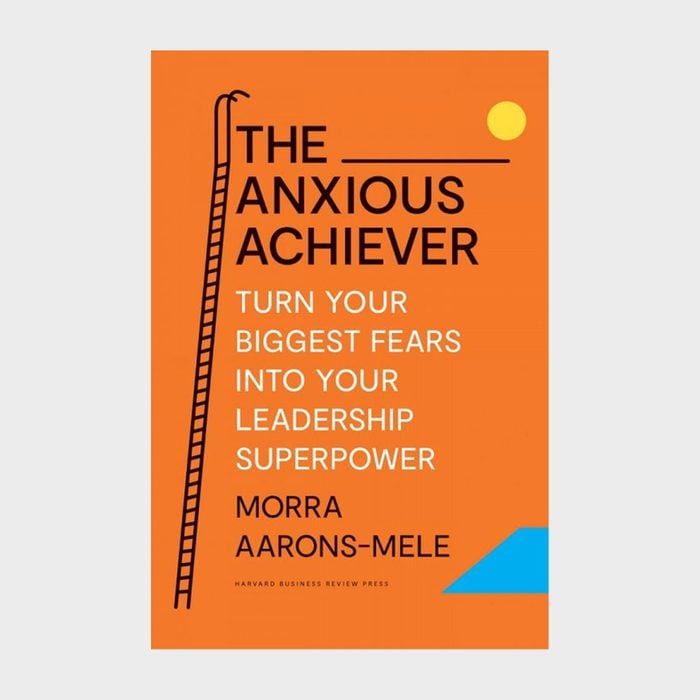 THE
ANXIOUS
ACHIEVER
TURN YOUR
BIGGEST FEARS
INTO YOUR
LEADERSHIP
SUPERPOWER
MORRA
AARONS-MELE
HARVARD BUSINESS REVIEW PRESS